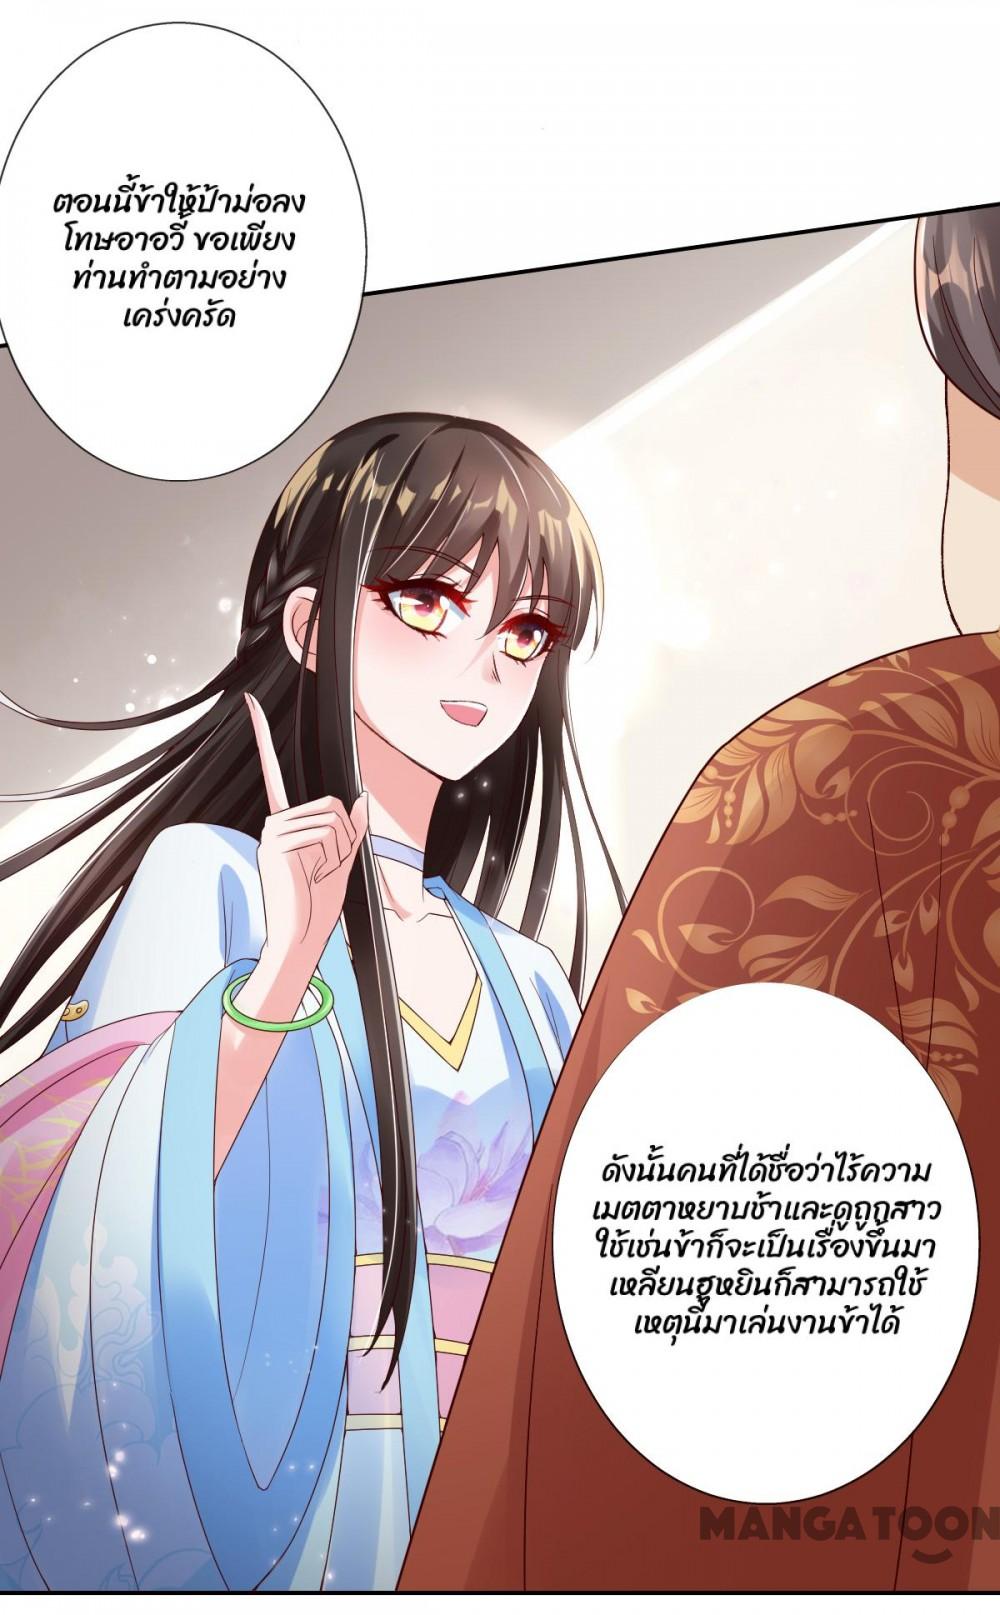 ตอนนี้ข้าให้ป้าม่อลง
โทษอาอวี้ ขอเพียง
ท่านทำตามอย่าง
เคร่งครัด
ดังนั้นคนที่ได้ชื่อว่าไร้ความ
เมตตาหยาบช้าและดูถูกสาว
ใช้เช่นข้าก็จะเป็นเรื่องขึ้นมา
เหลียนฮูหยินก็สามารถใช้
เหตุนี้มาเล่นงานข้าได้
MANGATOON